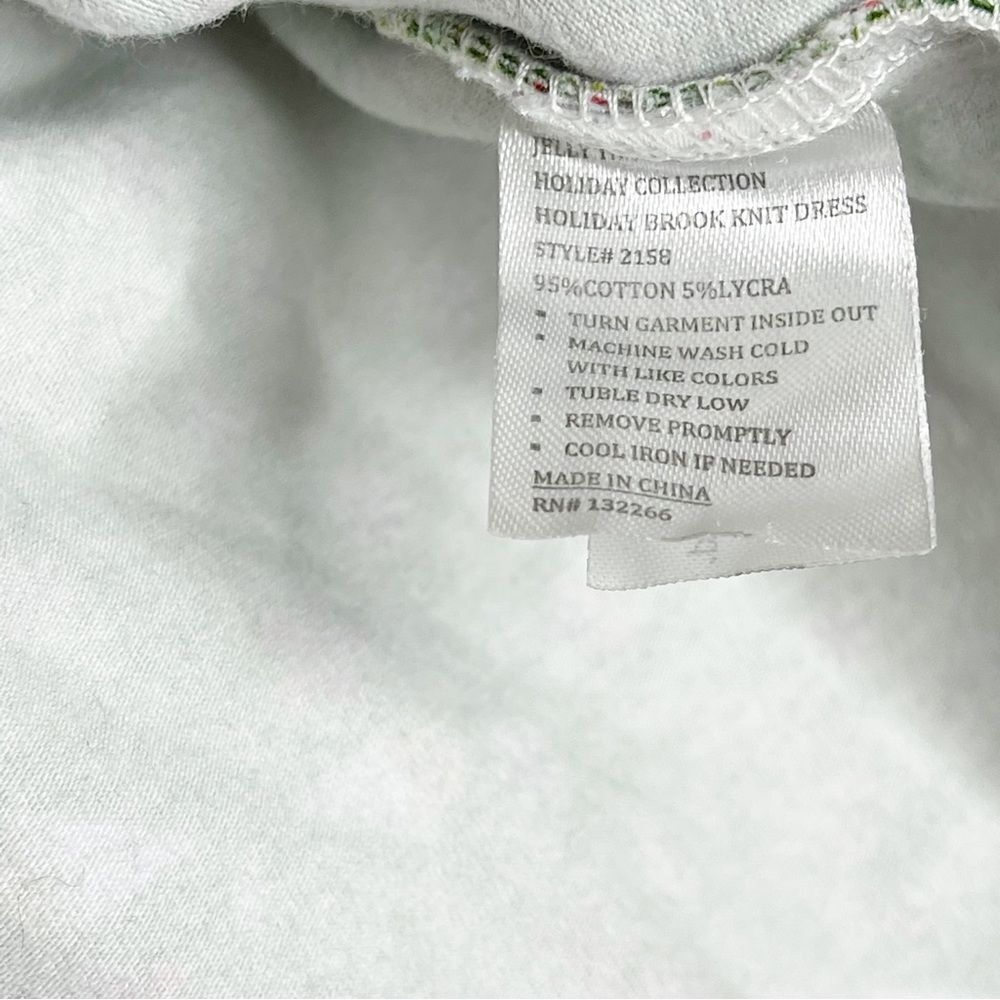 JELLY
HOLIDAY COLLECTION
HOLIDAY BROOK KNIT DRESS
STYLE# 2158
95%COTTON 5%LYCRA
▪ TURN GARMENT INSIDE OUT
▪ MACHINE WASH COLD
WITH LIKE COLORS
▪ TUBLE DRY LOW
▪ REMOVE PROMPTLY
▪ COOL IRON IF NEEDED
MADE IN CHINA
RN# 132266